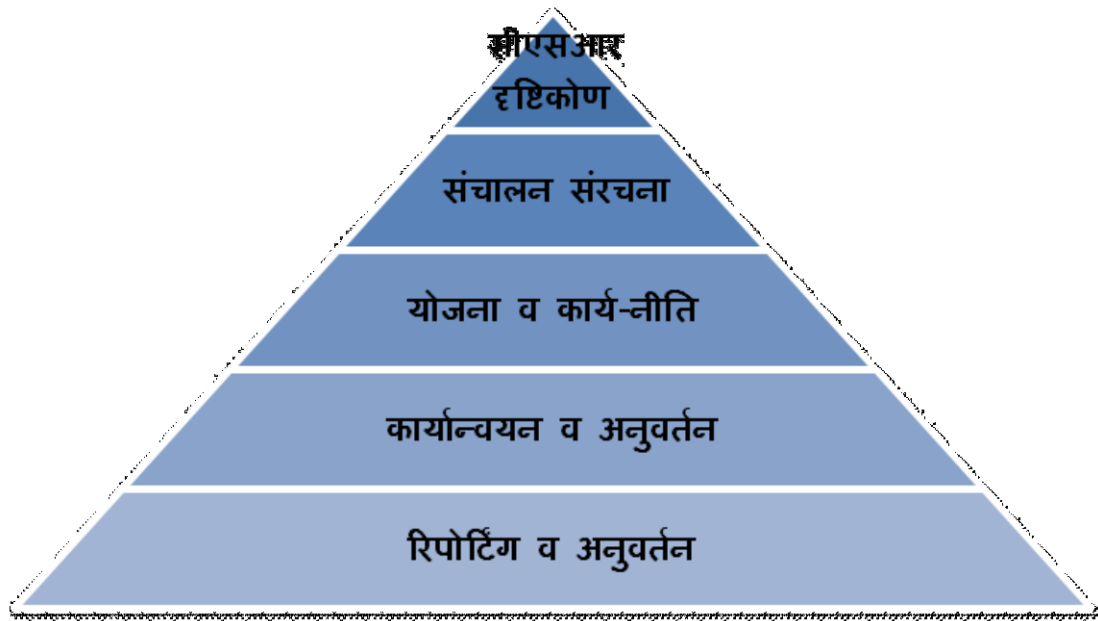 सीएसआर
दृष्टिकोण
संचालन संरचना
योजना व कार्य-नीति
कार्यान्वयन व अनुवर्तन
रिपोर्टिंग व अनुवर्तन